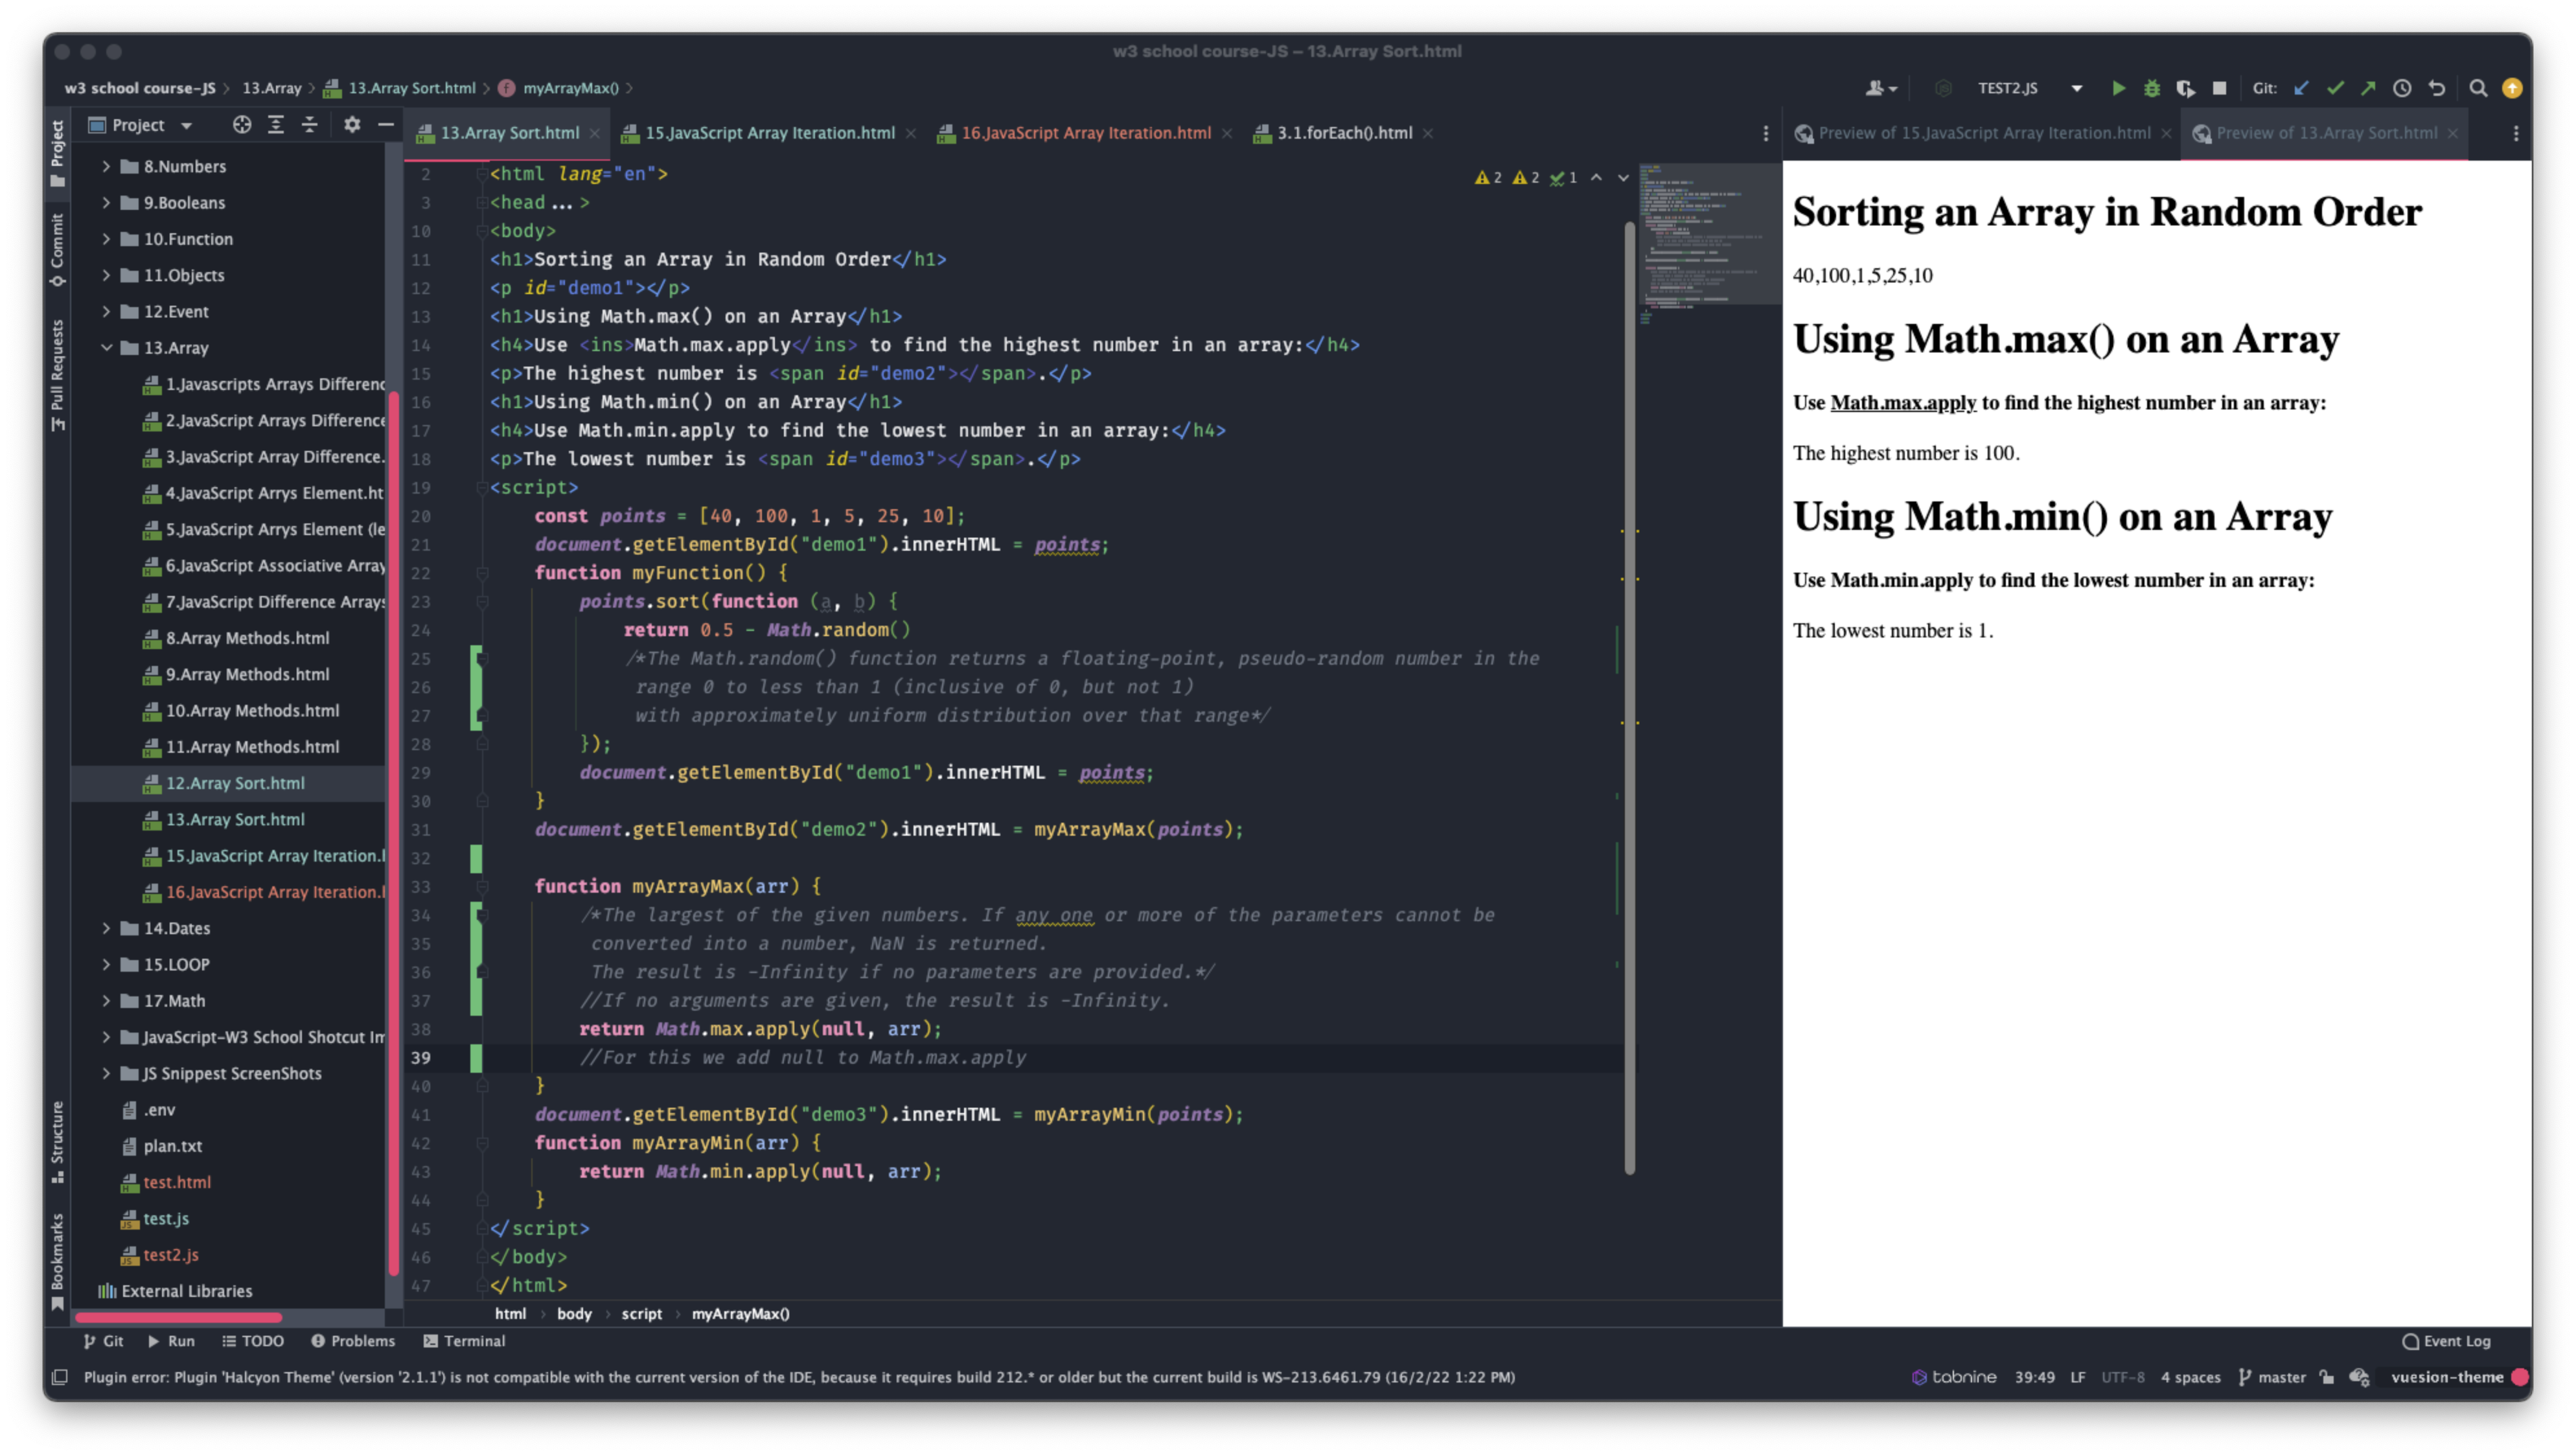 w3 school course-JS – 13.Array Sort.html
w3 school course-JS 13.Array 13.Array Sort.html f myArrayMax()
TEST2.JS Git:
Project
13.Array Sort.html 15.JavaScript Array Iteration.html 16.JavaScript Array Iteration.html 3.1.forEach().html
Preview of 15.JavaScript Array Iteration.html Preview of 13.Array Sort.html
Project
Commit
Pull Requests
Structure
Bookmarks
8.Numbers
9.Booleans
10.Function
11.Objects
12.Event
13.Array
1.Javascripts Arrays Differenc
2.JavaScript Arrays Difference
3.JavaScript Array Difference.
4.JavaScript Arrys Element.ht
5.JavaScript Arrys Element (le
6.JavaScript Associative Array
7.JavaScript Difference Arrays
8.Array Methods.html
9.Array Methods.html
10.Array Methods.html
11.Array Methods.html
12.Array Sort.html
13.Array Sort.html
15.JavaScript Array Iteration.l
16.JavaScript Array Iteration.l
14.Dates
15.LOOP
17.Math
JavaScript-W3 School Shotcut Im
JS Snippest ScreenShots
.env
plan.txt
test.html
test.js
test2.js
External Libraries
2 2 1
2 <html lang="en">
3 <head ... >
10 <body>
11 <h1>Sorting an Array in Random Order</h1>
12 <p id="demo1"></p>
13 <h1>Using Math.max() on an Array</h1>
14 <h4>Use <ins>Math.max.apply</ins> to find the highest number in an array:</h4>
15 <p>The highest number is <span id="demo2"></span>.</p>
16 <h1>Using Math.min() on an Array</h1>
17 <h4>Use Math.min.apply to find the lowest number in an array:</h4>
18 <p>The lowest number is <span id="demo3"></span>.</p>
19 <script>
20 const points = [40, 100, 1, 5, 25, 10];
21 document.getElementById("demo1").innerHTML = points;
22 function myFunction() {
23 points.sort(function (a, b) {
24 return 0.5 - Math.random()
25 /*The Math.random() function returns a floating-point, pseudo-random number in the
26 range 0 to less than 1 (inclusive of 0, but not 1)
27 with approximately uniform distribution over that range*/
28 });
29 document.getElementById("demo1").innerHTML = points;
30 }
31 document.getElementById("demo2").innerHTML = myArrayMax(points);
32
33 function myArrayMax(arr) {
34 /*The largest of the given numbers. If any one or more of the parameters cannot be
35 converted into a number, NaN is returned.
36 The result is -Infinity if no parameters are provided.*/
37 //If no arguments are given, the result is -Infinity.
38 return Math.max.apply(null, arr);
39 //For this we add null to Math.max.apply
40 }
41 document.getElementById("demo3").innerHTML = myArrayMin(points);
42 function myArrayMin(arr) {
43 return Math.min.apply(null, arr);
44 }
45 </script>
46 </body>
47 </html>
html body script myArrayMax()
Sorting an Array in Random Order
40,100,1,5,25,10
Using Math.max() on an Array
Use Math.max.apply to find the highest number in an array:
The highest number is 100.
Using Math.min() on an Array
Use Math.min.apply to find the lowest number in an array:
The lowest number is 1.
Git Run TODO Problems Terminal
Event Log
Plugin error: Plugin 'Halcyon Theme' (version '2.1.1') is not compatible with the current version of the IDE, because it requires build 212.* or older but the current build is WS-213.6461.79 (16/2/22 1:22 PM)
tabnine 39:49 LF UTF-8 4 spaces master vuesion-theme